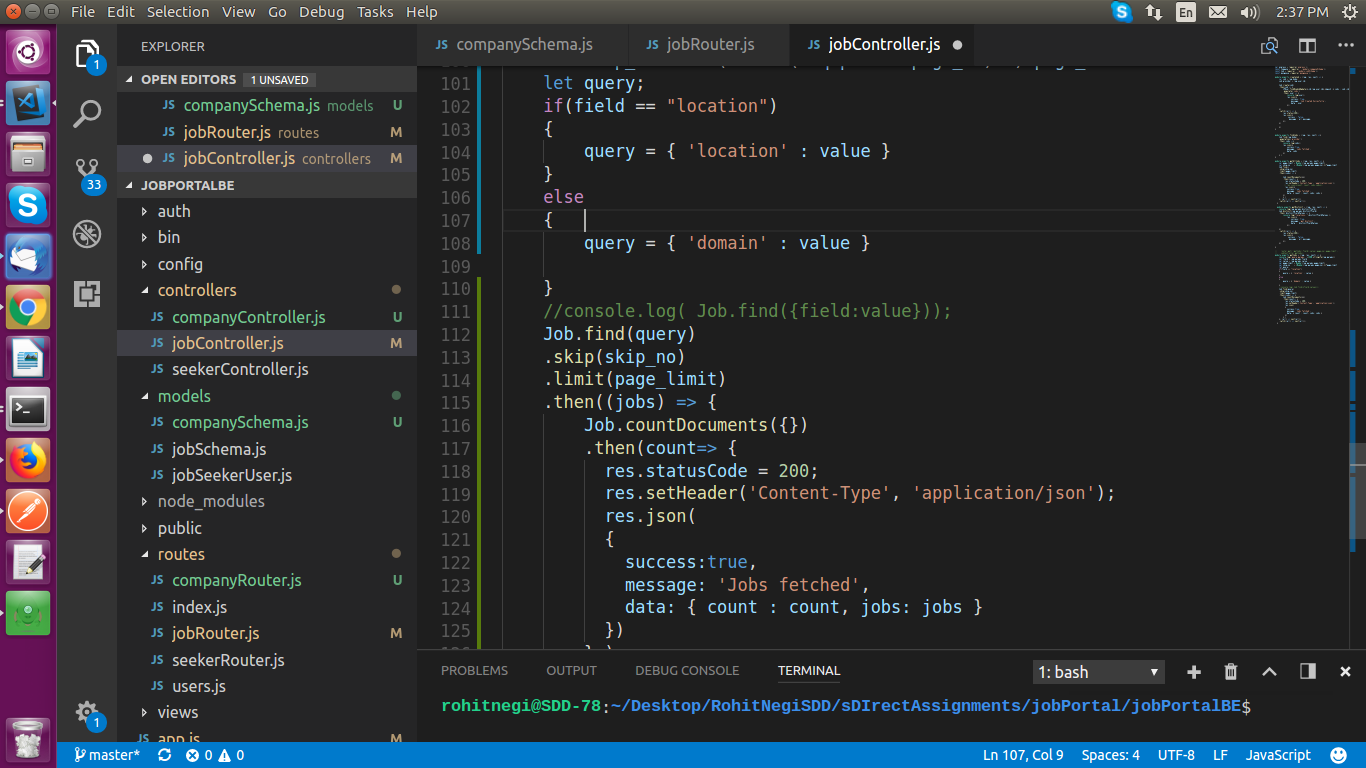 File Edit Selection View Go Debug Tasks Help
En 2:37 PM
EXPLORER
OPEN EDITORS 1 UNSAVED
JS companySchema.js models U
JS jobRouter.js routes M
JS jobController.js controllers M
JOBPORTALBE
auth
bin
config
controllers
JS companyController.js U
JS jobController.js M
JS seekerController.js
models
JS companySchema.js U
JS jobSchema.js
JS jobSeekerUser.js
node_modules
public
routes
JS companyRouter.js U
JS index.js
JS jobRouter.js M
JS seekerRouter.js
JS users.js
views
JS app.js M
1
33
1
JS companySchema.js JS jobRouter.js JS jobController.js
101 let query;
102 if(field == "location")
103 {
104 query = { 'location' : value }
105 }
106 else
107 {
108 query = { 'domain' : value }
109
110 }
111 //console.log( Job.find({field:value}));
112 Job.find(query)
113 .skip(skip_no)
114 .limit(page_limit)
115 .then((jobs) => {
116 Job.countDocuments({})
117 .then(count=> {
118 res.statusCode = 200;
119 res.setHeader('Content-Type', 'application/json');
120 res.json(
121 {
122 success:true,
123 message: 'Jobs fetched',
124 data: { count : count, jobs: jobs }
125 })
PROBLEMS OUTPUT DEBUG CONSOLE TERMINAL 1: bash
rohitnegi@SDD-78:~/Desktop/RohitNegiSDD/sDIrectAssignments/jobPortal/jobPortalBE$
master* 0 0 Ln 107, Col 9 Spaces: 4 UTF-8 LF JavaScript